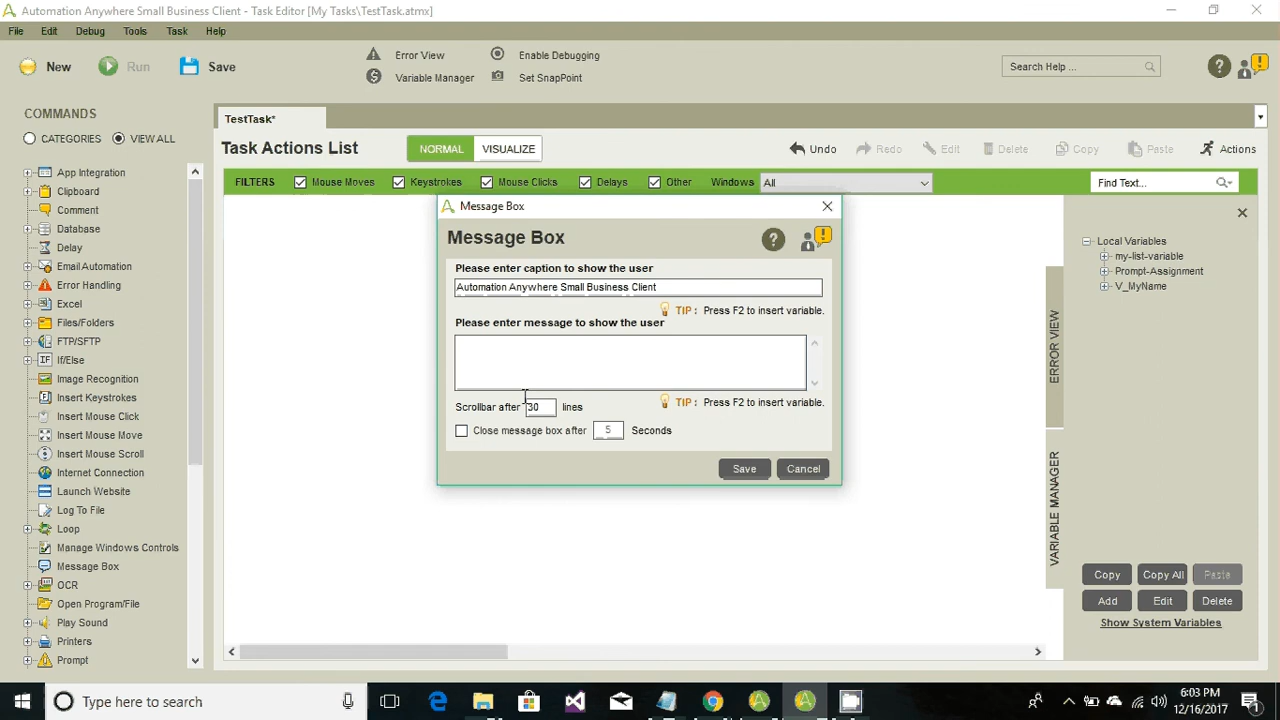 Automation Anywhere Small Business Client - Task Editor [My Tasks\TestTask.atmx]
File Edit Debug Tools Task Help
New Run Save
Error View
Variable Manager
Enable Debugging
Set SnapPoint
Search Help ...
COMMANDS
CATEGORIES VIEW ALL
App Integration
Clipboard
Comment
Database
Delay
Email Automation
Error Handling
Excel
Files/Folders
FTP/SFTP
IF If/Else
Image Recognition
Insert Keystrokes
Insert Mouse Click
Insert Mouse Move
Insert Mouse Scroll
Internet Connection
Launch Website
Log To File
Loop
Manage Windows Controls
Message Box
OCR
Open Program/File
Play Sound
Printers
Prompt
TestTask*
Task Actions List NORMAL VISUALIZE Undo Redo Edit Delete Copy Paste Actions
FILTERS Mouse Moves Keystrokes Mouse Clicks Delays Other Windows All Find Text...
Message Box
Message Box
Please enter caption to show the user
Automation Anywhere Small Business Client
TIP : Press F2 to insert variable.
Please enter message to show the user
TIP : Press F2 to insert variable.
Scrollbar after 30 lines
Close message box after 5 Seconds
Save Cancel
ERROR VIEW
VARIABLE MANAGER
Local Variables
my-list-variable
Prompt-Assignment
V_MyName
Copy Copy All Paste
Add Edit Delete
Show System Variables
Type here to search
6:03 PM
12/16/2017